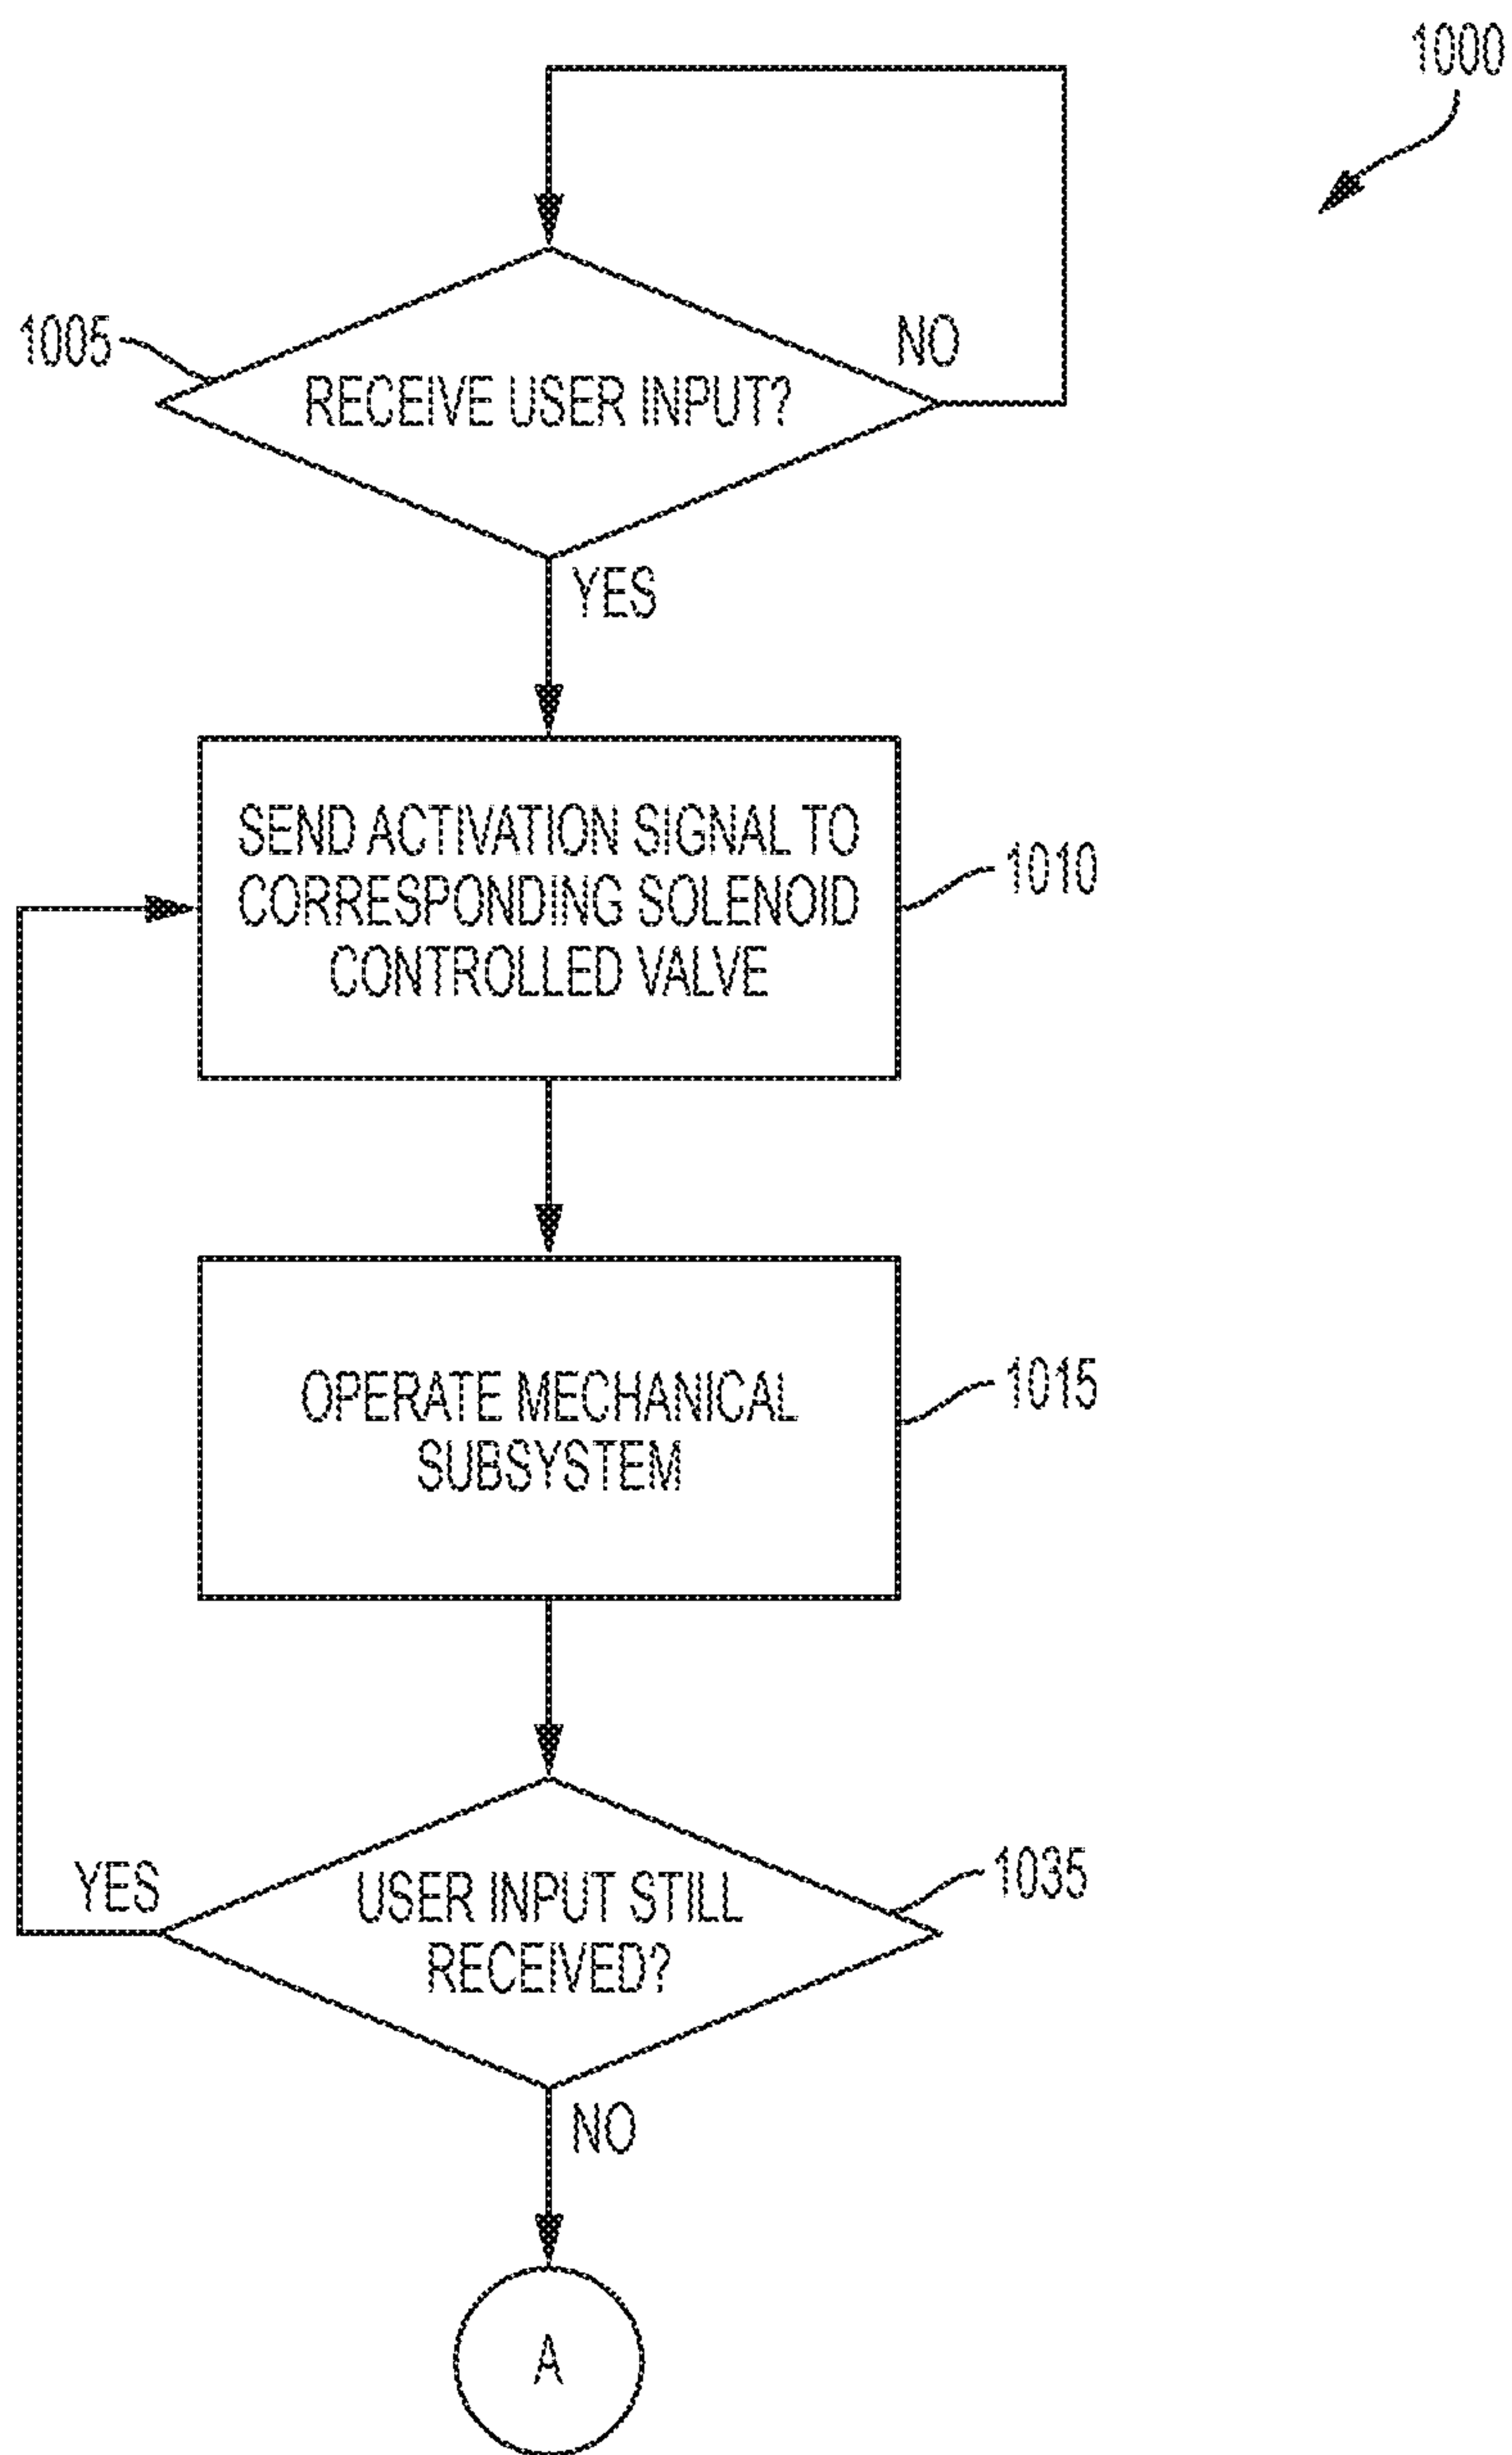 1000
1005
NO
RECEIVE USER INPUT?
YES
SEND ACTIVATION SIGNAL TO
CORRESPONDING SOLENOID
CONTROLLED VALVE
1010
OPERATE MECHANICAL
SUBSYSTEM
1015
YES
USER INPUT STILL
RECEIVED?
1035
NO
A